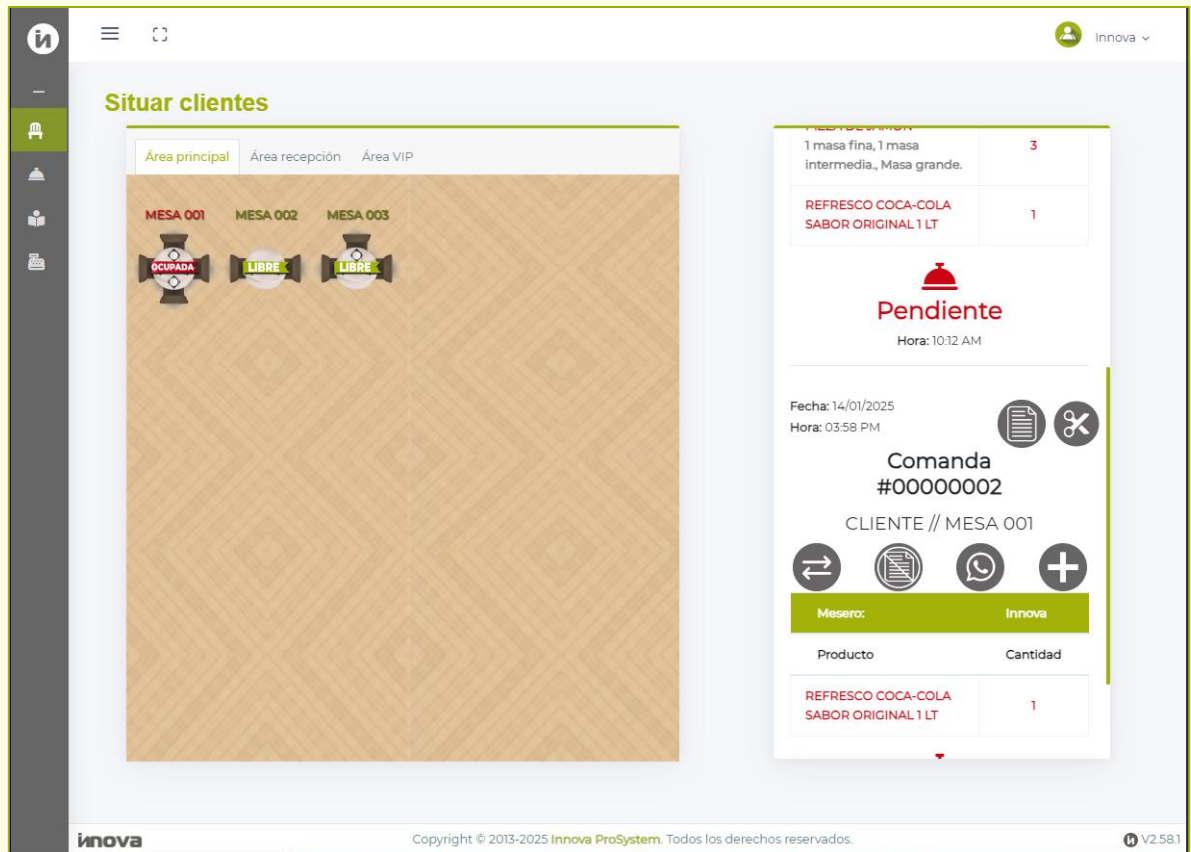 Innova
Situar clientes
Área principal Área recepción Área VIP
MESA 001 MESA 002 MESA 003
OCUPADA LIBRE LIBRE
1 masa fina, 1 masa 3
intermedia., Masa grande.
REFRESCO COCA-COLA 1
SABOR ORIGINAL 1 LT
Pendiente
Hora: 10:12 AM
Fecha: 14/01/2025
Hora: 03:58 PM
Comanda
#00000002
CLIENTE // MESA 001
Mesero: Innova
Producto Cantidad
REFRESCO COCA-COLA 1
SABOR ORIGINAL 1 LT
innova Copyright © 2013-2025 Innova ProSystem. Todos los derechos reservados. V2.58.1